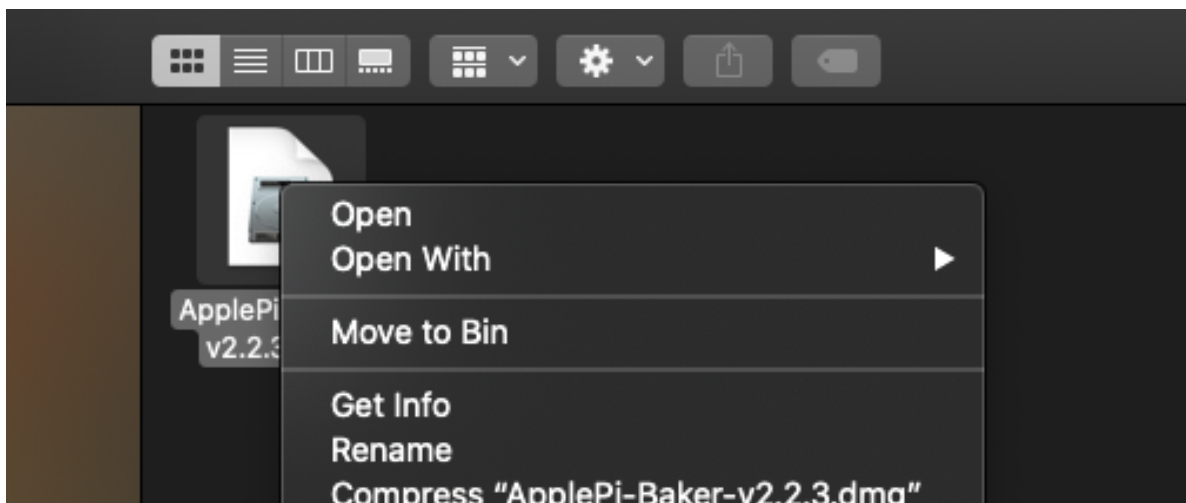 ApplePi
v2.2.3
Open
Open With
Move to Bin
Get Info
Rename
Compress “ApplePi-Baker-v2.2.3.dmg”